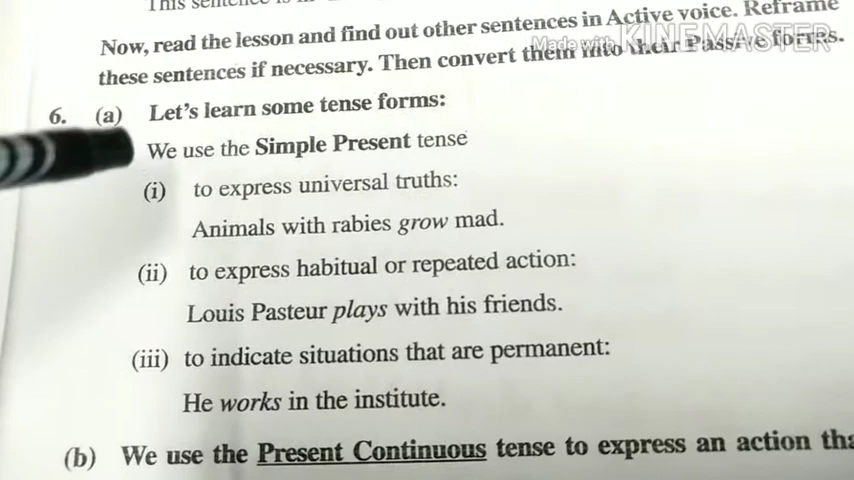 This sentence is in
Now, read the lesson and find out other sentences in Active voice. Reframe
these sentences if necessary. Then convert them into their Passive forms.
Made with KINEMASTER
6. (a) Let's learn some tense forms:
We use the Simple Present tense
(i) to express universal truths:
Animals with rabies grow mad.
(ii) to express habitual or repeated action:
Louis Pasteur plays with his friends.
(iii) to indicate situations that are permanent:
He works in the institute.
(b) We use the Present Continuous tense to express an action tha